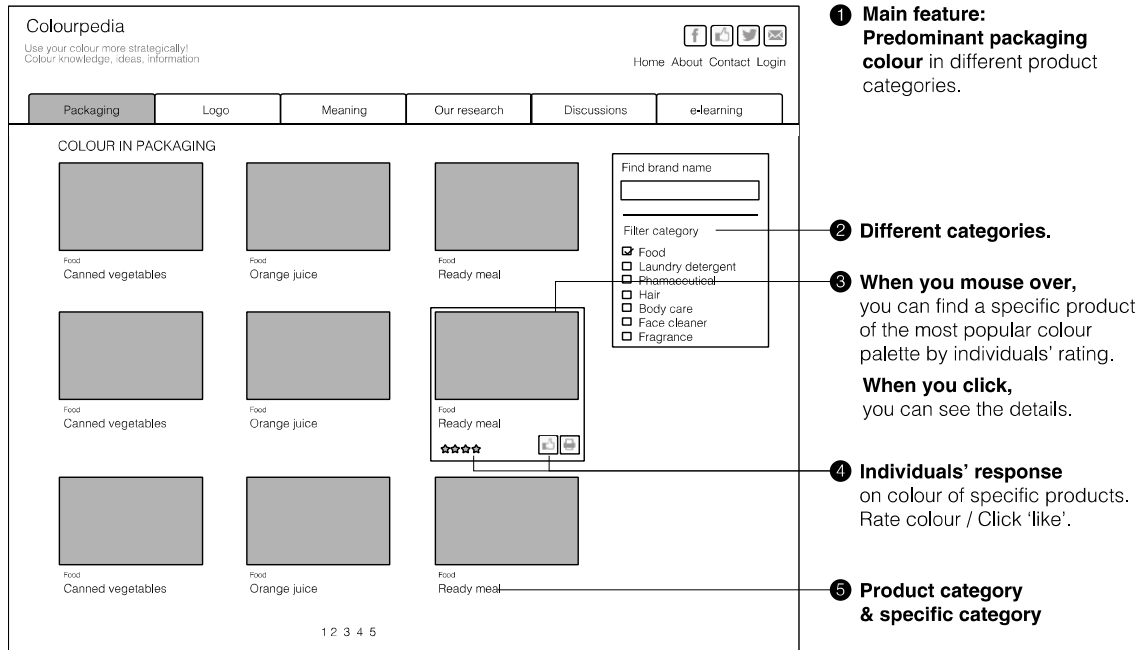 Colourpedia
Use your colour more strategically!
Colour knowledge, ideas, information
f
Home About Contact Login
Packaging Logo Meaning Our research Discussions e-learning
COLOUR IN PACKAGING
Food
Canned vegetables
Food
Orange juice
Food
Ready meal
Food
Canned vegetables
Food
Orange juice
Food
Ready meal
Food
Canned vegetables
Food
Orange juice
Food
Ready meal
1 2 3 4 5
Find brand name
Filter category
Food
Laundry detergent
Phamaceutical
Hair
Body care
Face cleaner
Fragrance
1 Main feature:
Predominant packaging
colour in different product
categories.
2 Different categories.
3 When you mouse over,
you can find a specific product
of the most popular colour
palette by individuals’ rating.
When you click,
you can see the details.
4 Individuals’ response
on colour of specific products.
Rate colour / Click ‘like’.
5 Product category
& specific category